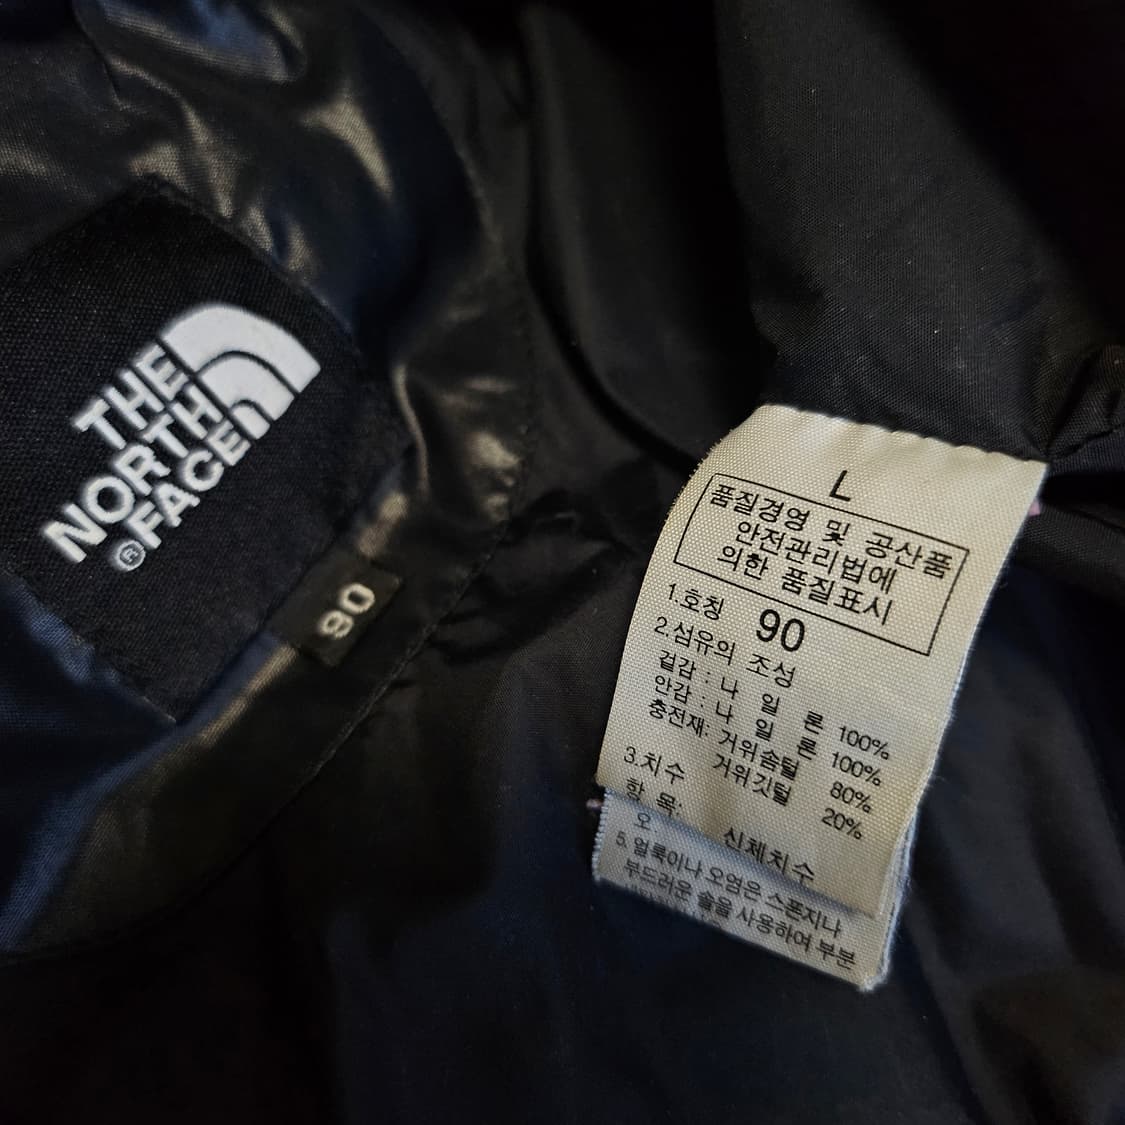 THE
NORTH
FACE
®
90
L
품질경영 및 공산품
안전관리법에
의한 품질표시
1.호칭 90
2.섬유의 조성
겉감 : 나 일 론 100%
안감 : 나 일 론 100%
충전재: 거위솜털 80%
거위깃털 20%
3.치수
항 목: 신체치수
오
5. 얼룩이나 오염은 스폰지나
부드러운 솔을 사용하여 부분